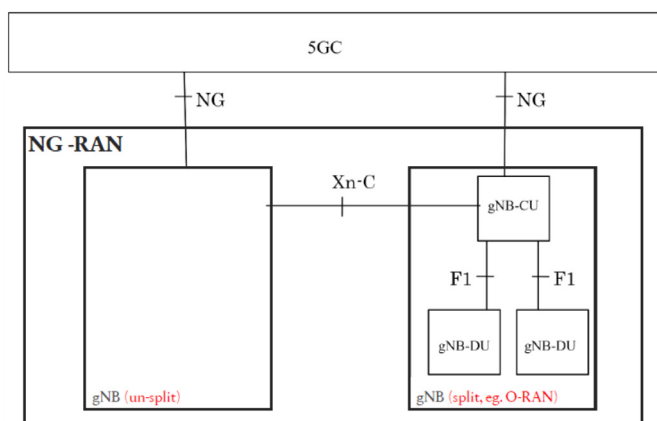 5GC
NG
NG
NG -RAN
Xn-C
gNB-CU
F1
F1
gNB-DU
gNB-DU
gNB (un-split)
gNB (split, eg. O-RAN)